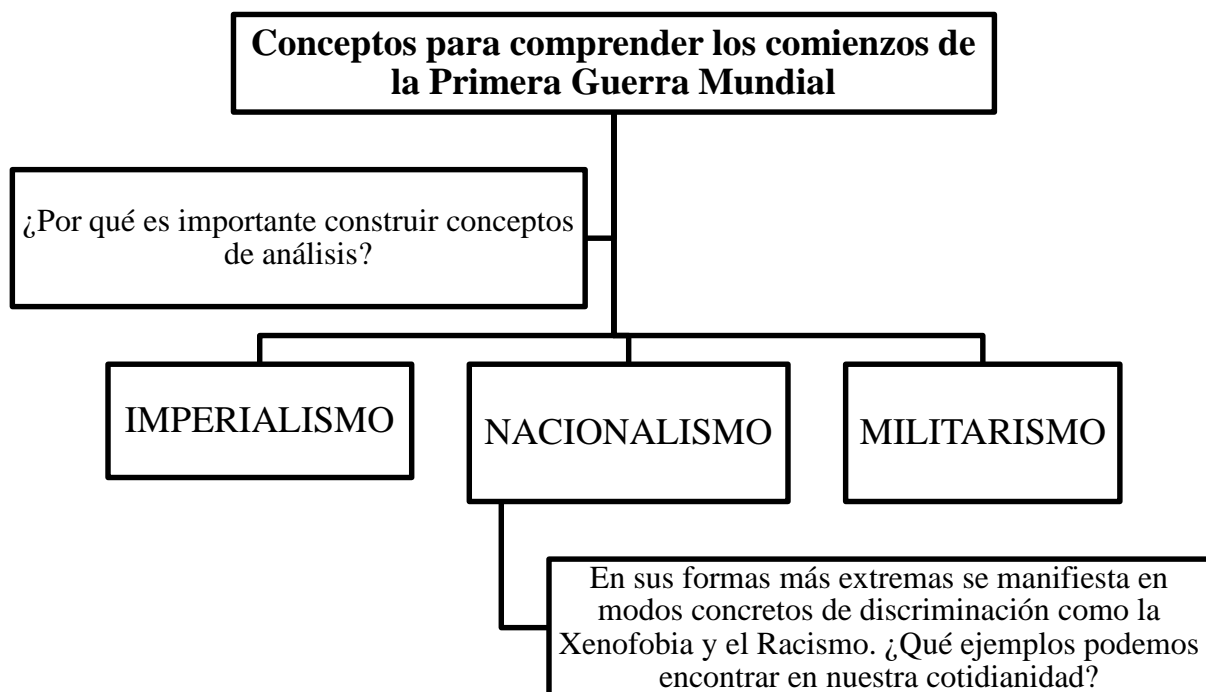 Conceptos para comprender los comienzos de
la Primera Guerra Mundial
¿Por qué es importante construir conceptos
de análisis?
IMPERIALISMO
NACIONALISMO
MILITARISMO
En sus formas más extremas se manifiesta en
modos concretos de discriminación como la
Xenofobia y el Racismo. ¿Qué ejemplos podemos
encontrar en nuestra cotidianidad?